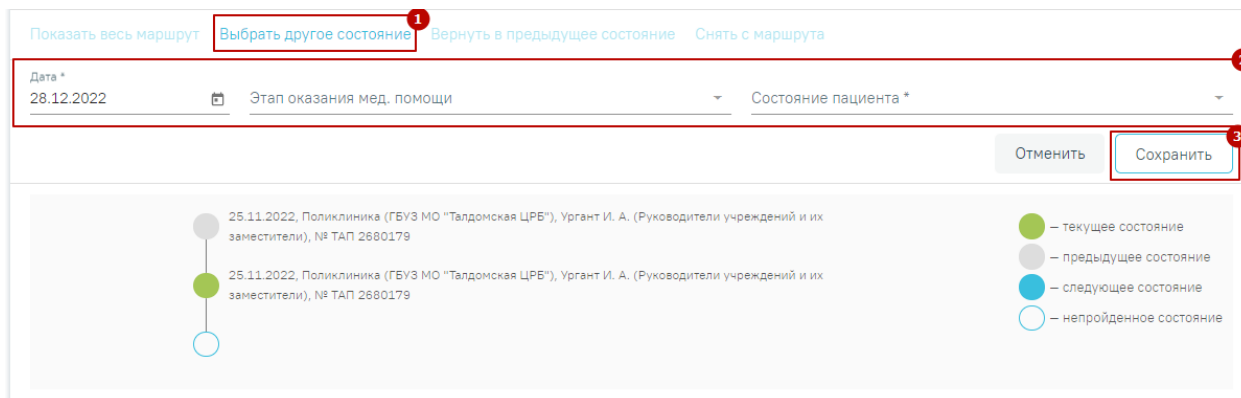 1
Показать весь маршрут Выбрать другое состояние Вернуть в предыдущее состояние Снять с маршрута
2
Дата *
28.12.2022 Этап оказания мед. помощи Состояние пациента *
3
Отменить Сохранить
25.11.2022, Поликлиника (ГБУЗ МО "Талдомская ЦРБ"), Ургант И. А. (Руководители учреждений и их
заместители), № ТАП 2680179
25.11.2022, Поликлиника (ГБУЗ МО "Талдомская ЦРБ"), Ургант И. А. (Руководители учреждений и их
заместители), № ТАП 2680179
– текущее состояние
– предыдущее состояние
– следующее состояние
– непройденное состояние